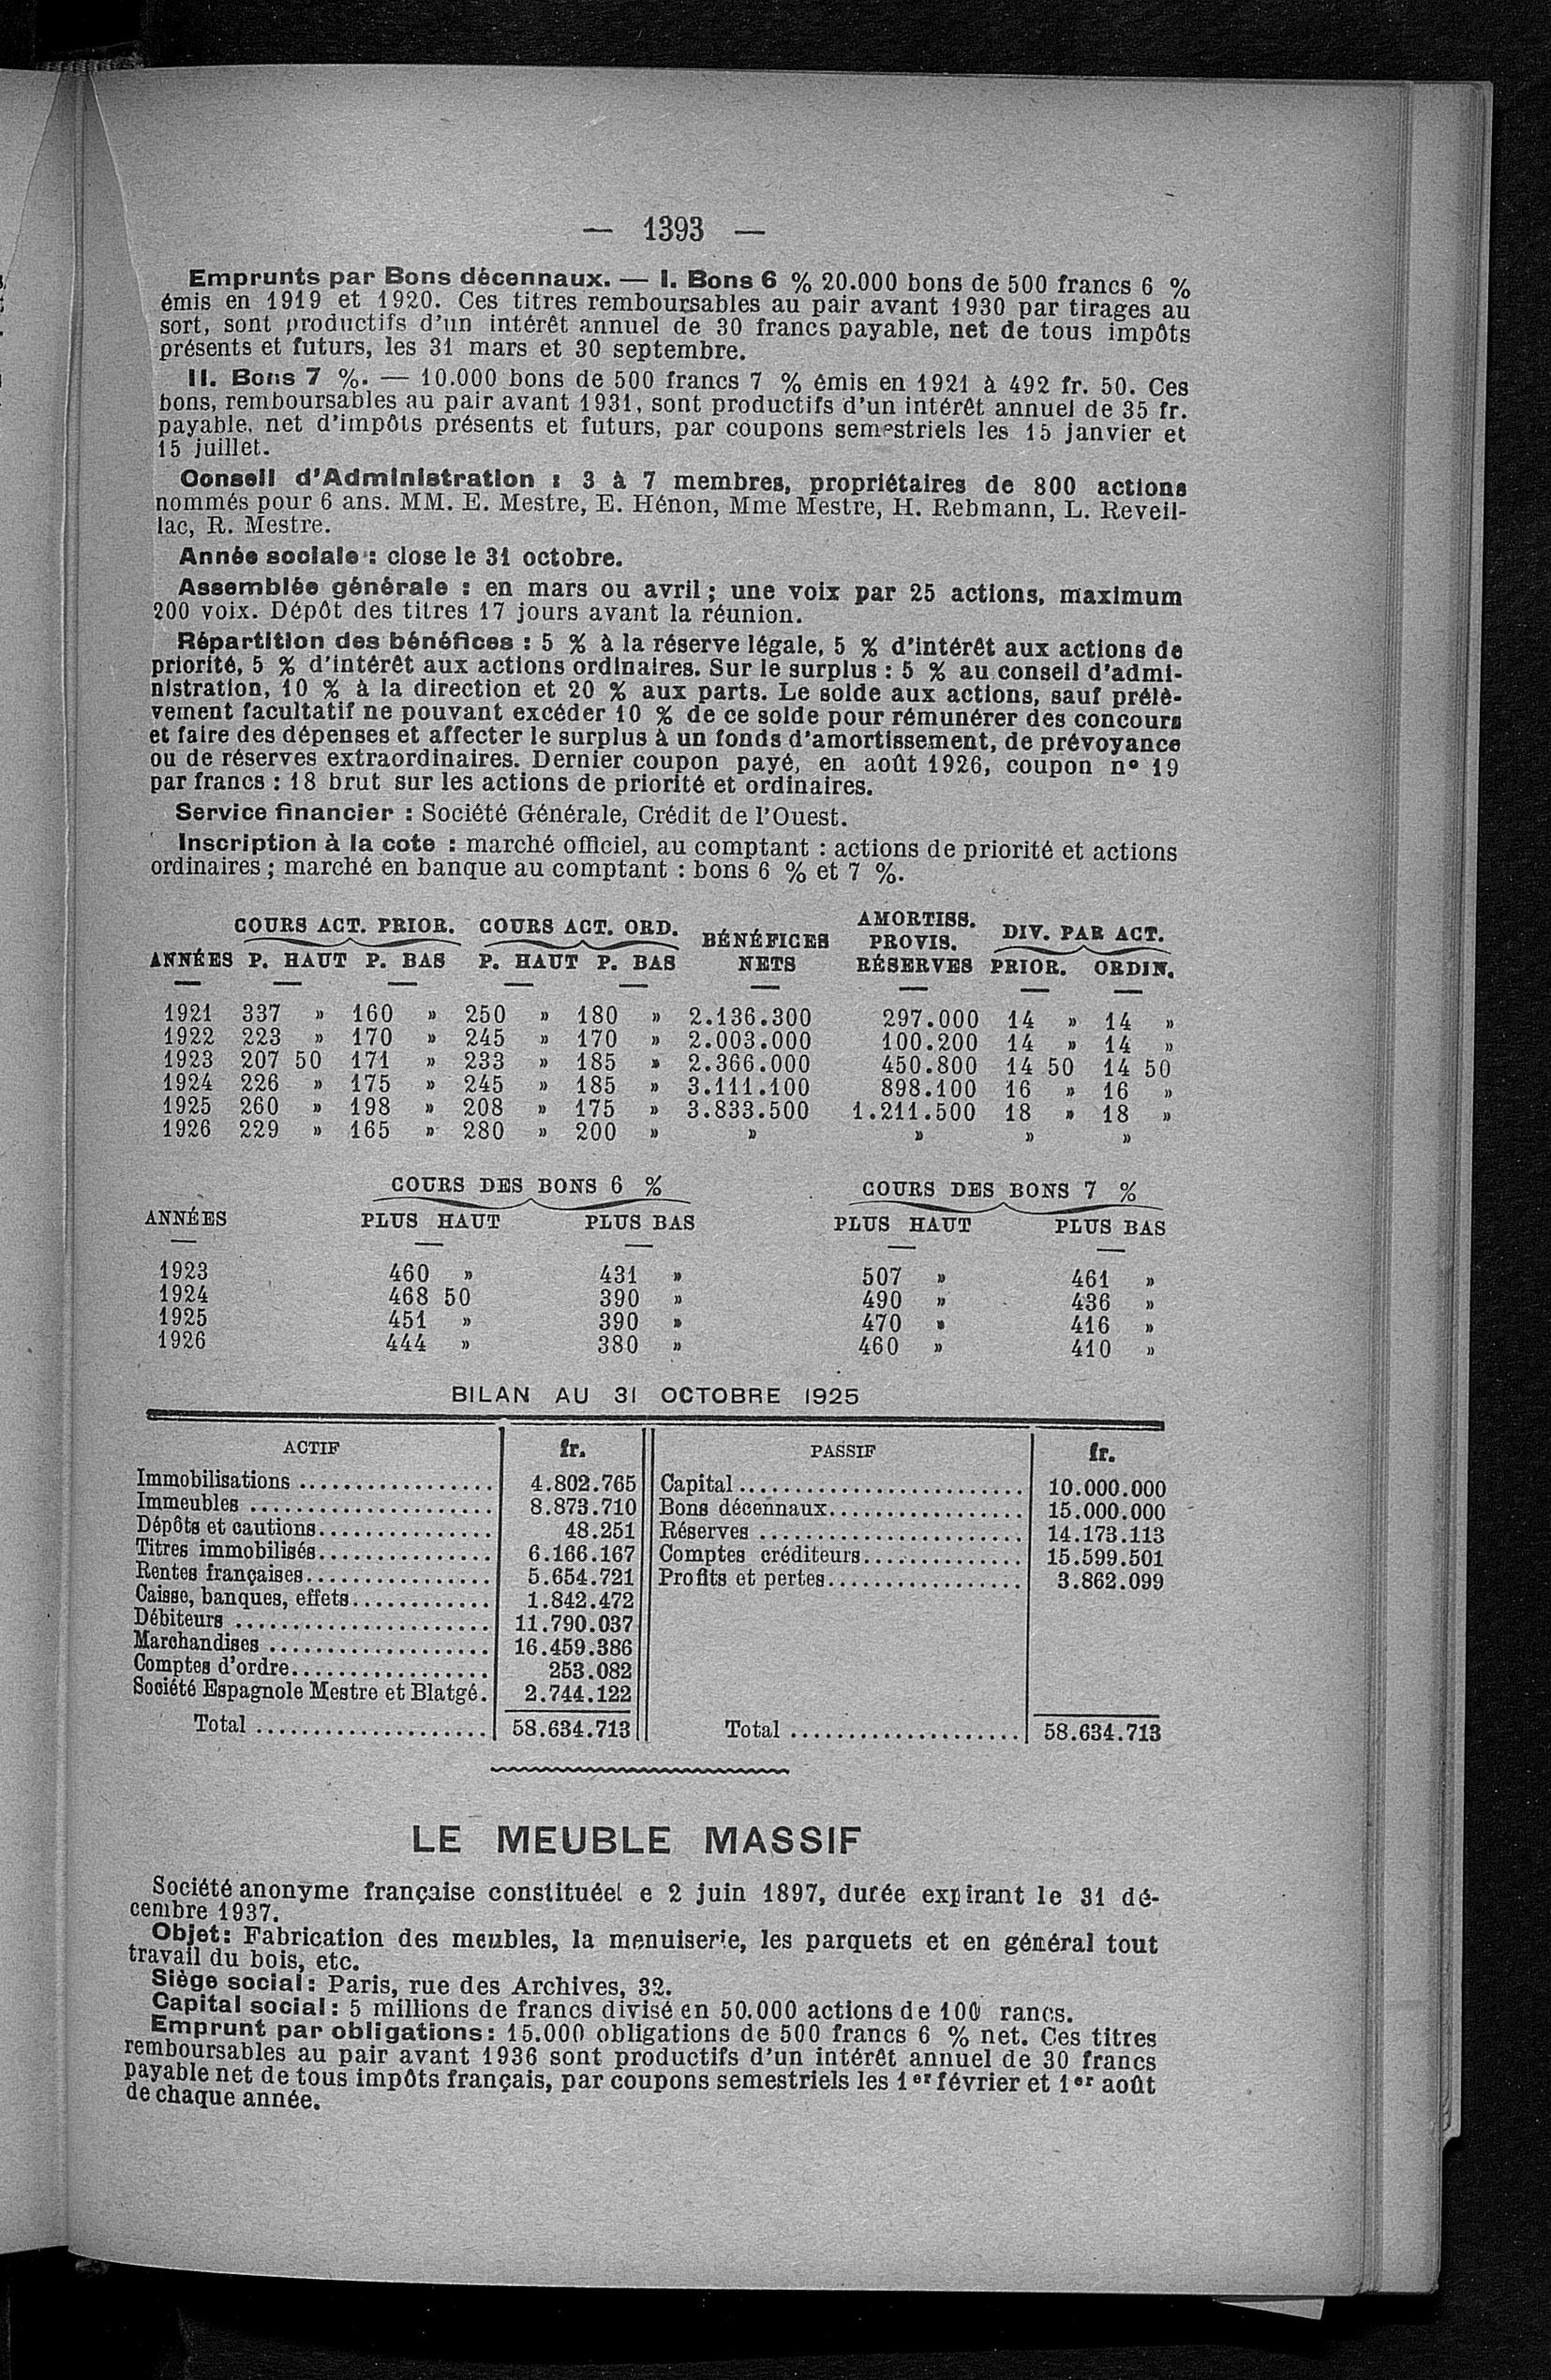 — 1393 —
Emprunts par Bons décennaux. — I. Bons 6 % 20.000 bons de 500 francs 6 %
émis en 1919 et 1920. Ces titres remboursables au pair avant 1930 par tirages au
sort, sont productifs d'un intérêt annuel de 30 francs payable, net de tous impôts
présents et futurs, les 31 mars et 30 septembre.
II. Bons 7 %. — 10.000 bons de 500 francs 7 % émis en 1921 à 492 fr. 50. Ces
bons, remboursables au pair avant 1931, sont productifs d'un intérêt annuel de 35 fr.
payable, net d'impôts présents et futurs, par coupons semestriels les 15 janvier et
15 juillet.
Conseil d'Administration : 3 à 7 membres, propriétaires de 800 actions
nommés pour 6 ans. MM. E. Mestre, E. Hénon, Mme Mestre, H. Rebmann, L. Reveil-
lac, R. Mestre.
Année sociale : close le 31 octobre.
Assemblée générale : en mars ou avril ; une voix par 25 actions, maximum
200 voix. Dépôt des titres 17 jours avant la réunion.
Répartition des bénéfices : 5 % à la réserve légale, 5 % d'intérêt aux actions de
priorité, 5 % d'intérêt aux actions ordinaires. Sur le surplus : 5 % au conseil d'admi-
nistration, 10 % à la direction et 20 % aux parts. Le solde aux actions, sauf prélè-
vement facultatif ne pouvant excéder 10 % de ce solde pour rémunérer des concours
et faire des dépenses et affecter le surplus à un fonds d'amortissement, de prévoyance
ou de réserves extraordinaires. Dernier coupon payé, en août 1926, coupon n° 19
par francs : 18 brut sur les actions de priorité et ordinaires.
Service financier : Société Générale, Crédit de l'Ouest.
Inscription à la cote : marché officiel, au comptant : actions de priorité et actions
ordinaires ; marché en banque au comptant : bons 6 % et 7 %.
COURS ACT. PRIOR. COURS ACT. ORD. BÉNÉFICES AMORTISS. PROVIS. DIV. PAR ACT.
ANNÉES P. HAUT P. BAS P. HAUT P. BAS NETS RÉSERVES PRIOR. ORDIN.
1921 337 » 160 » 250 » 180 » 2.136.300 297.000 14 » 14 »
1922 223 » 170 » 245 » 170 » 2.003.000 100.200 14 » 14 »
1923 207 50 171 » 233 » 185 » 2.366.000 450.800 14 50 14 50
1924 226 » 175 » 245 » 185 » 3.111.100 898.100 16 » 16 »
1925 260 » 198 » 208 » 175 » 3.833.500 1.211.500 18 » 18 »
1926 229 » 165 » 280 » 200 » » » » »
COURS DES BONS 6 % COURS DES BONS 7 %
ANNÉES PLUS HAUT PLUS BAS PLUS HAUT PLUS BAS
1923 460 » 431 » 507 » 461 »
1924 468 50 390 » 490 » 436 »
1925 451 » 390 » 470 » 416 »
1926 444 » 380 » 460 » 410 »
BILAN AU 31 OCTOBRE 1925
ACTIF fr. PASSIF fr.
Immobilisations ................. 4.802.765 Capital......................... 10.000.000
Immeubles ..................... 8.873.710 Bons décennaux................. 15.000.000
Dépôts et cautions............... 48.251 Réserves ....................... 14.173.113
Titres immobilisés............... 6.166.167 Comptes créditeurs.............. 15.599.501
Rentes françaises................ 5.654.721 Profits et pertes................. 3.862.099
Caisse, banques, effets............ 1.842.472
Débiteurs ...................... 11.790.037
Marchandises ................... 16.459.386
Comptes d'ordre................. 253.082
Société Espagnole Mestre et Blatgé. 2.744.122
Total .................... 58.634.713 Total .................... 58.634.713
LE MEUBLE MASSIF
Société anonyme française constituéel e 2 juin 1897, durée expirant le 31 dé-
cembre 1937.
Objet: Fabrication des meubles, la menuiserie, les parquets et en général tout
travail du bois, etc.
Siège social: Paris, rue des Archives, 32.
Capital social: 5 millions de francs divisé en 50.000 actions de 100 rancs.
Emprunt par obligations: 15.000 obligations de 500 francs 6 % net. Ces titres
remboursables au pair avant 1936 sont productifs d'un intérêt annuel de 30 francs
payable net de tous impôts français, par coupons semestriels les 1er février et 1er août
de chaque année.